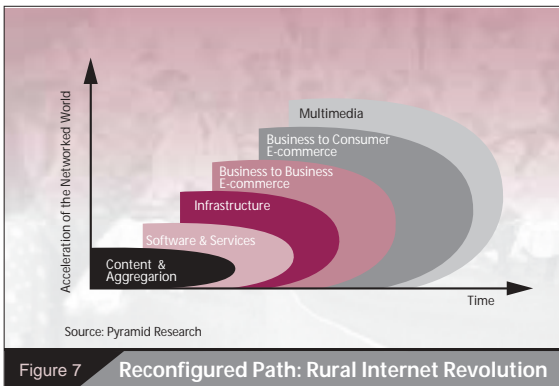 Acceleration of the Networked World
Multimedia
Business to Consumer
E-commerce
Business to Business
E-commerce
Infrastructure
Software & Services
Content &
Aggregarion
Time
Source: Pyramid Research
Figure 7
Reconfigured Path: Rural Internet Revolution